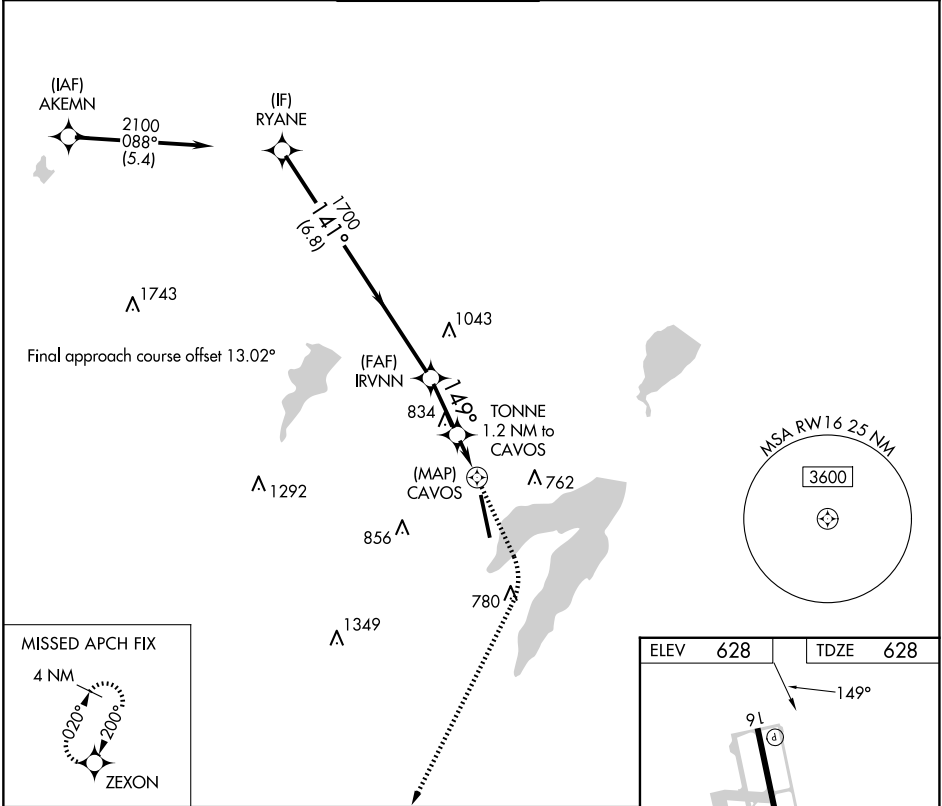 (IAF)
AKEMN
2100
088°
(5.4)
(IF)
RYANE
1700
141°
(6.8)
1743
1043
Final approach course offset 13.02°
(FAF)
IRVNN
149°
834
TONNE
1.2 NM to
CAVOS
(MAP)
CAVOS
762
1292
856
MSA RW16 25 NM
3600
780
1349
MISSED APCH FIX
4 NM
020°
200°
ZEXON
ELEV 628
TDZE 628
149°
16
P